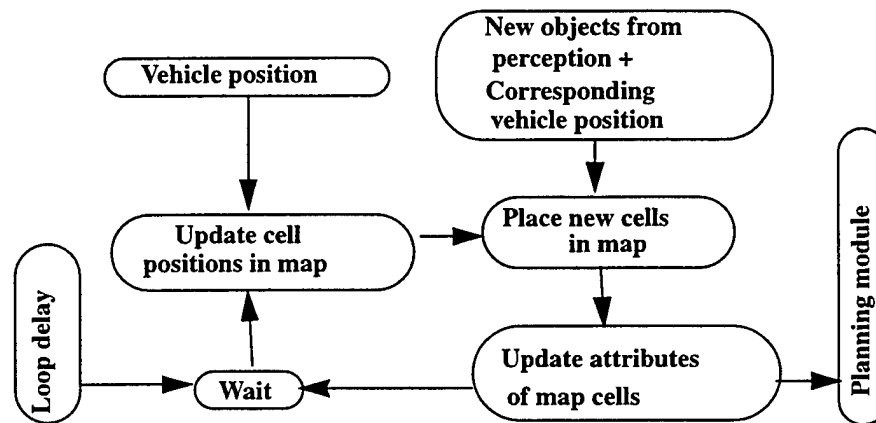 Vehicle position
New objects from
perception +
Corresponding
vehicle position
Update cell
positions in map
Place new cells
in map
Loop delay
Wait
Update attributes
of map cells
Planning module